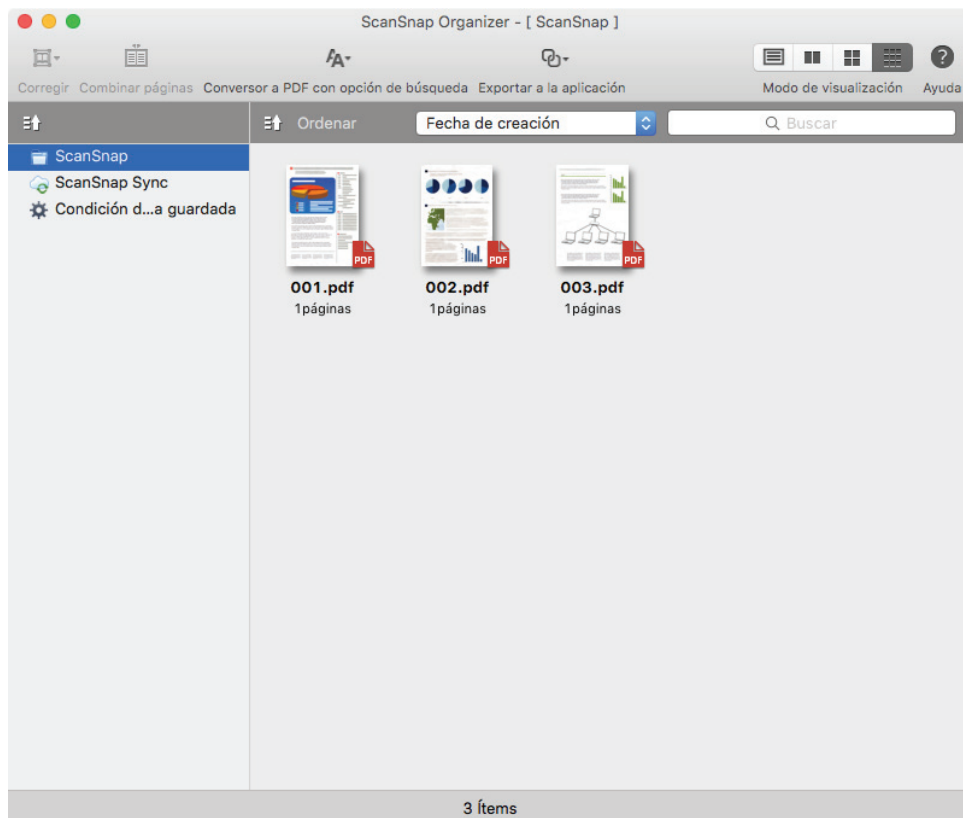 ScanSnap Organizer - [ ScanSnap ]
Corregir Combinar páginas Conversor a PDF con opción de búsqueda Exportar a la aplicación Modo de visualización Ayuda
Ordenar Fecha de creación Buscar
ScanSnap
ScanSnap Sync
Condición d...a guardada
PDF PDF PDF
001.pdf 002.pdf 003.pdf
1páginas 1páginas 1páginas
3 Ítems